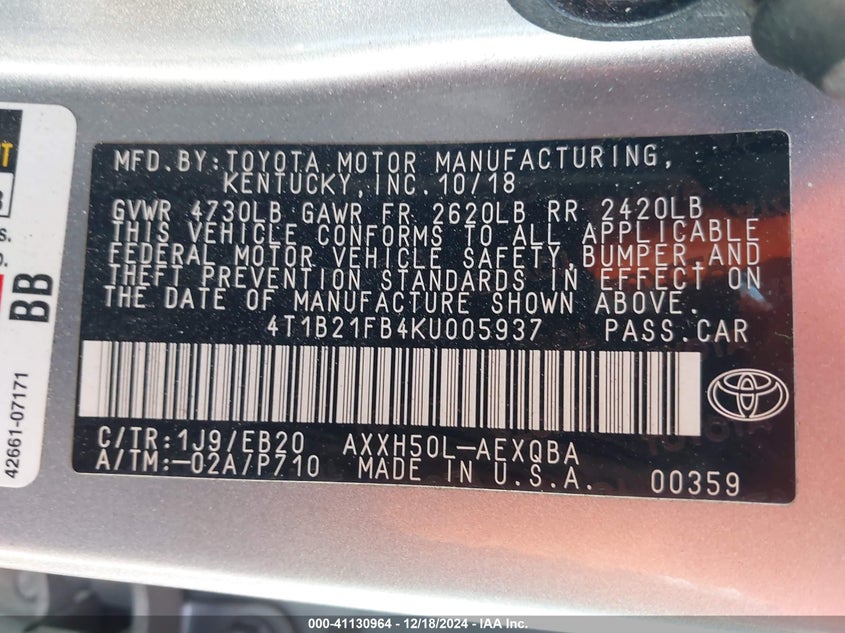 MFD.BY:TOYOTA MOTOR MANUFACTURING,
KENTUCKY,INC.10/18
GVWR 4730LB GAWR FR 2620LB RR 2420LB
THIS VEHICLE CONFORMS TO ALL APPLICABLE
FEDERAL MOTOR VEHICLE SAFETY,BUMPER AND
THEFT PREVENTION STANDARDS IN EFFECT ON
THE DATE OF MANUFACTURE SHOWN ABOVE.
4T1B21FB4KU005937 PASS.CAR
C/TR:1J9/EB20 AXXH50L-AEXQBA
A/TM:-02A/P710 MADE IN U.S.A. 00359
BB
42661-07171
000-41130964 / 12/18/2024 - IAA Inc.